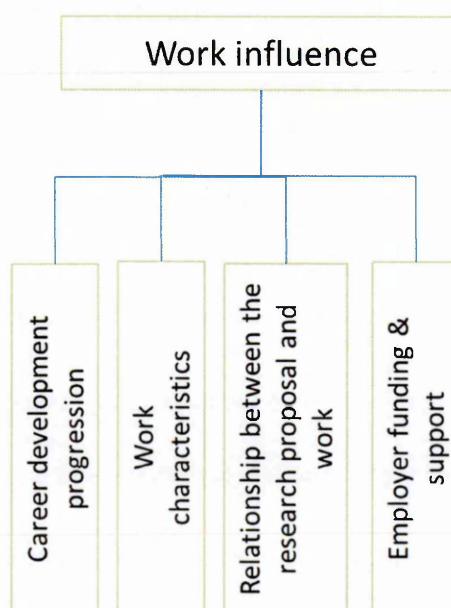 Work influence
Career development
progression
Work
characteristics
Relationship between the
research proposal and
work
Employer funding &
support